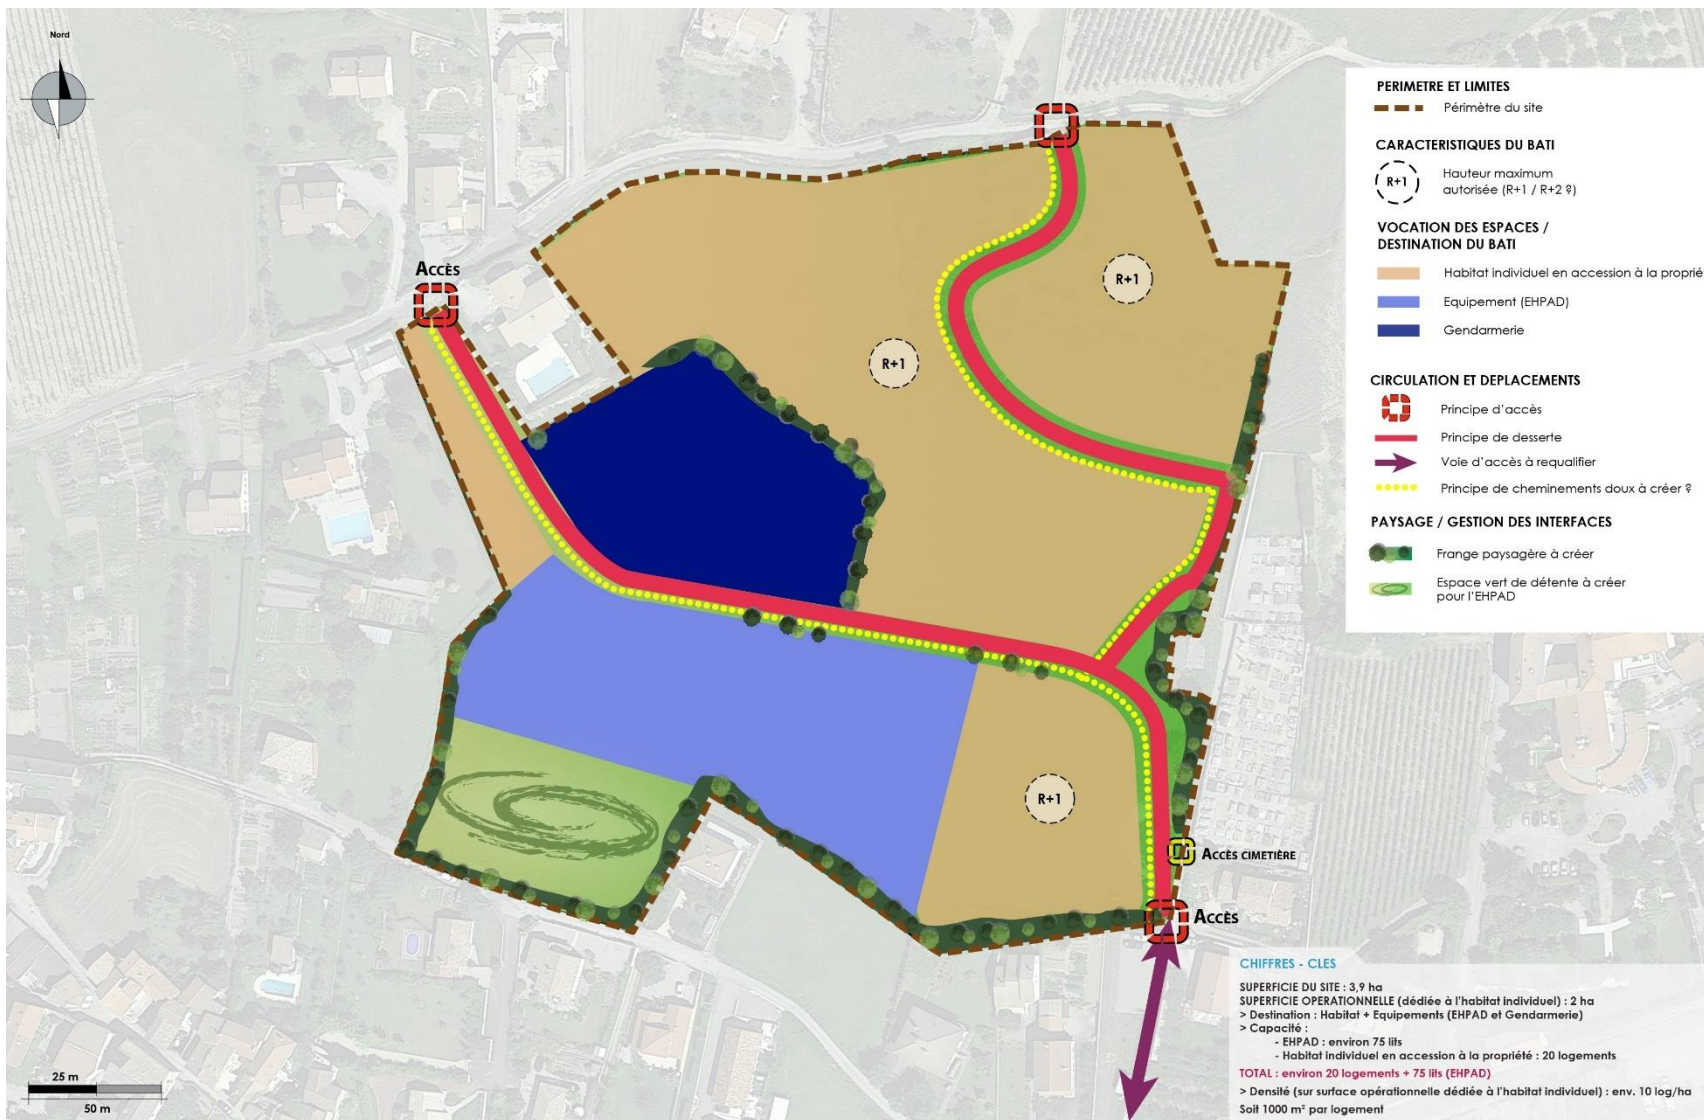 Nord
Accès
R+1
R+1
R+1
Accès cimetière
Accès
25 m
50 m
PERIMETRE ET LIMITES
Périmètre du site
CARACTERISTIQUES DU BATI
R+1
Hauteur maximum
autorisée (R+1 / R+2 ?)
VOCATION DES ESPACES /
DESTINATION DU BATI
Habitat individuel en accession à la proprié
Equipement (EHPAD)
Gendarmerie
CIRCULATION ET DEPLACEMENTS
Principe d'accès
Principe de desserte
Voie d'accès à requalifier
Principe de cheminements doux à créer ?
PAYSAGE / GESTION DES INTERFACES
Frange paysagère à créer
Espace vert de détente à créer
pour l'EHPAD
CHIFFRES - CLES
SUPERFICIE DU SITE : 3,9 ha
SUPERFICIE OPERATIONNELLE (dédiée à l'habitat individuel) : 2 ha
> Destination : Habitat + Equipements (EHPAD et Gendarmerie)
> Capacité :
- EHPAD : environ 75 lits
- Habitat individuel en accession à la propriété : 20 logements
TOTAL : environ 20 logements + 75 lits (EHPAD)
> Densité (sur surface opérationnelle dédiée à l'habitat individuel) : env. 10 log/ha
Soit 1000 m² par logement